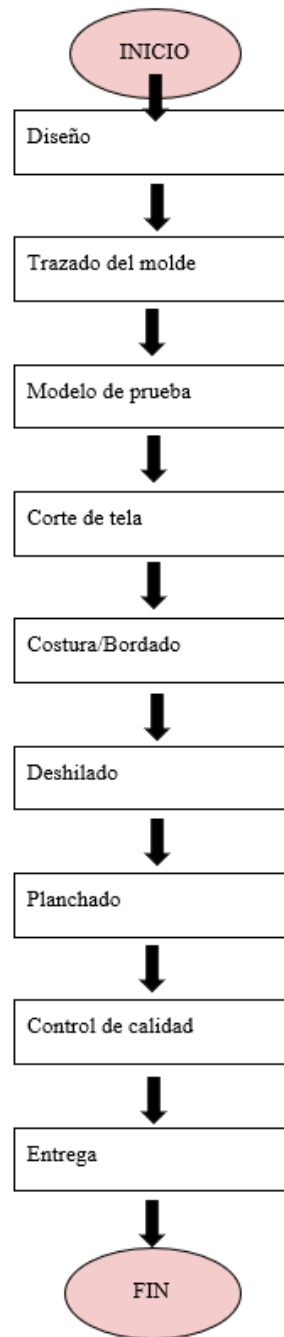 INICIO
Diseño
Trazado del molde
Modelo de prueba
Corte de tela
Costura/Bordado
Deshilado
Planchado
Control de calidad
Entrega
FIN